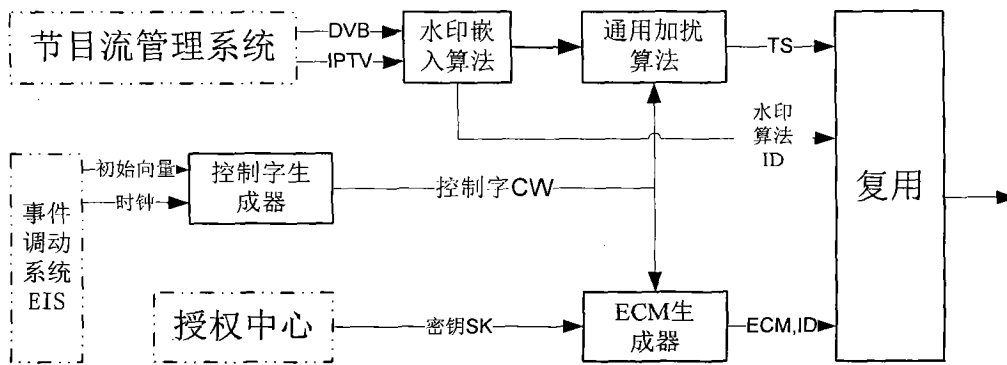 节目流管理系统
DVB
IPTV
水印嵌
入算法
通用加扰
算法
TS
水印
算法
ID
复用
事件
调动
系统
EIS
初始向量
时钟
控制字生
成器
控制字CW
授权中心
密钥SK
ECM生
成器
ECM,ID